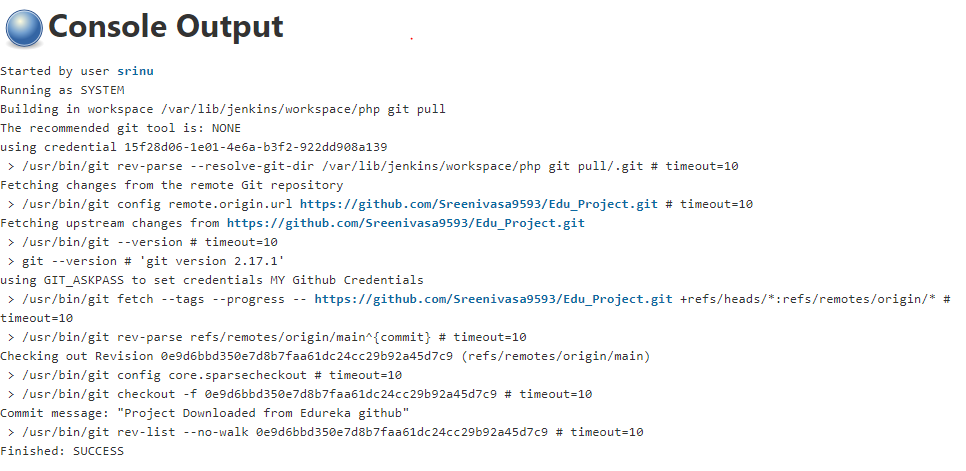 Console Output
Started by user srinu
Running as SYSTEM
Building in workspace /var/lib/jenkins/workspace/php git pull
The recommended git tool is: NONE
using credential 15f28d06-1e01-4e6a-b3f2-922dd908a139
> /usr/bin/git rev-parse --resolve-git-dir /var/lib/jenkins/workspace/php git pull/.git # timeout=10
Fetching changes from the remote Git repository
> /usr/bin/git config remote.origin.url https://github.com/Sreenivasa9593/Edu_Project.git # timeout=10
Fetching upstream changes from https://github.com/Sreenivasa9593/Edu_Project.git
> /usr/bin/git --version # timeout=10
> git --version # 'git version 2.17.1'
using GIT_ASKPASS to set credentials MY Github Credentials
> /usr/bin/git fetch --tags --progress -- https://github.com/Sreenivasa9593/Edu_Project.git +refs/heads/*:refs/remotes/origin/* #
timeout=10
> /usr/bin/git rev-parse refs/remotes/origin/main^{commit} # timeout=10
Checking out Revision 0e9d6bbd350e7d8b7faa61dc24cc29b92a45d7c9 (refs/remotes/origin/main)
> /usr/bin/git config core.sparsecheckout # timeout=10
> /usr/bin/git checkout -f 0e9d6bbd350e7d8b7faa61dc24cc29b92a45d7c9 # timeout=10
Commit message: "Project Downloaded from Edureka github"
> /usr/bin/git rev-list --no-walk 0e9d6bbd350e7d8b7faa61dc24cc29b92a45d7c9 # timeout=10
Finished: SUCCESS